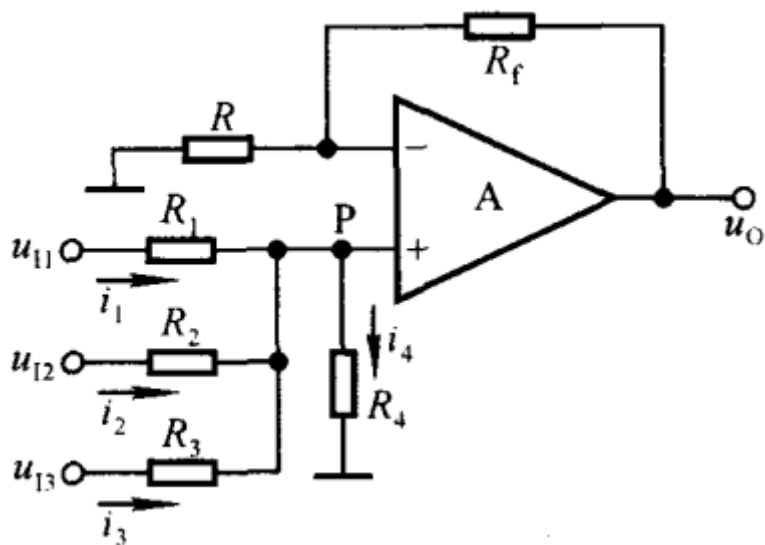 R_f
R
−
A
u_O
R_1
P
+
u_I1
i_1
i_4
R_2
u_I2
R_4
i_2
R_3
u_I3
i_3